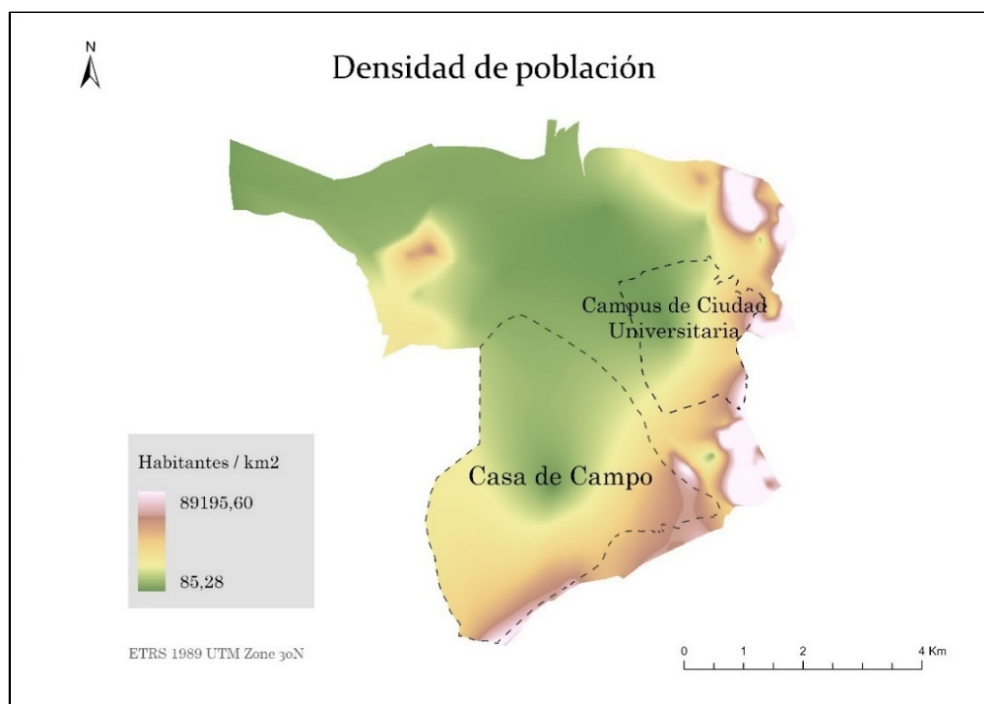 N
Densidad de población
Campus de Ciudad
Universitaria
Casa de Campo
Habitantes / km2
89195,60
85,28
ETRS 1989 UTM Zone 30N
0 1 2 4 Km